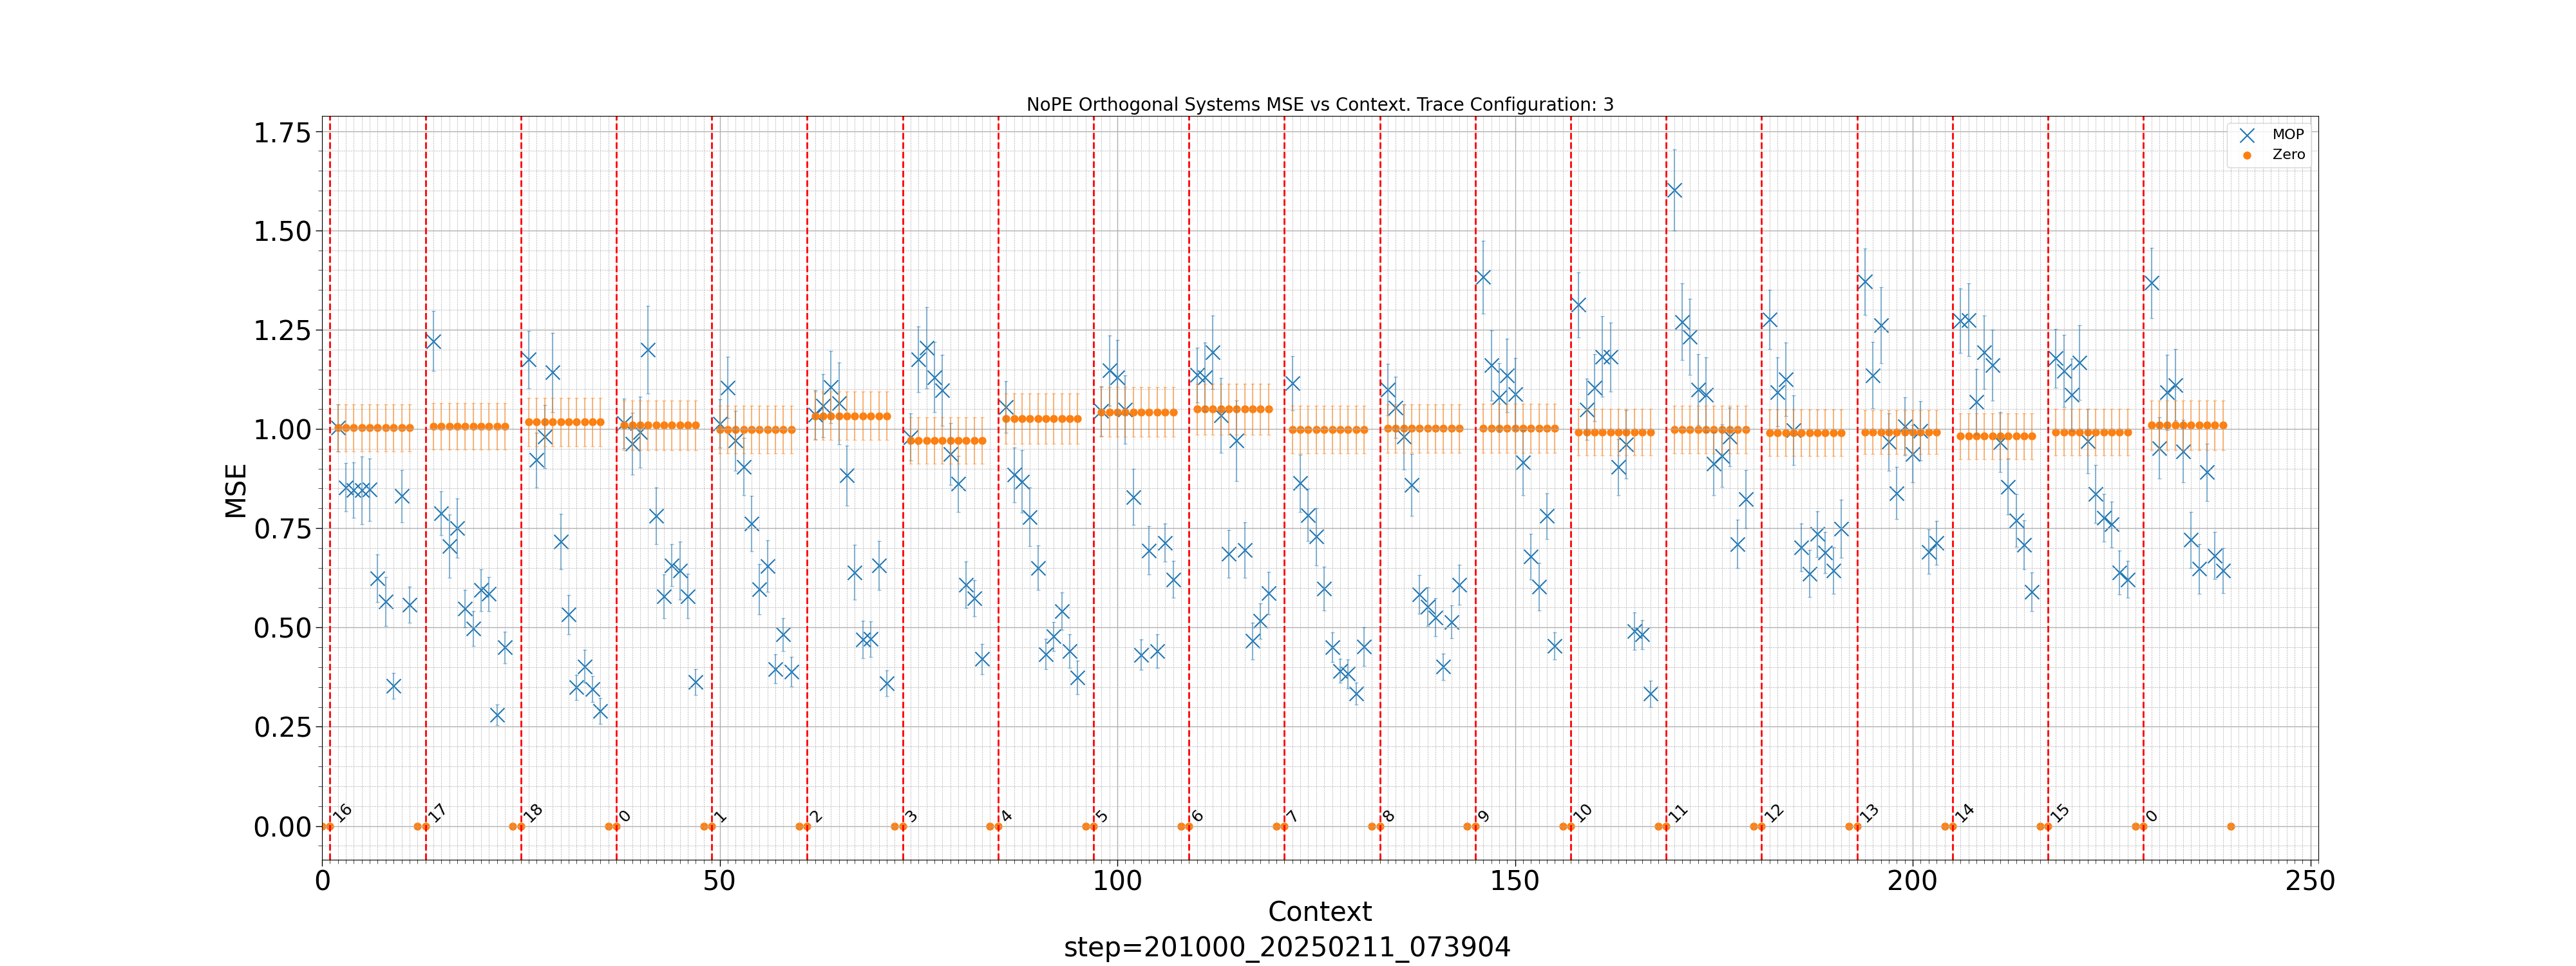 NoPE Orthogonal Systems MSE vs Context. Trace Configuration: 3
MOP
Zero
MSE
1.75
1.50
1.25
1.00
0.75
0.50
0.25
0.00
16 17 18 0 1 2 3 4 5 6 7 8 9 10 11 12 13 14 15 0
0 50 100 150 200 250
Context
step=201000_20250211_073904